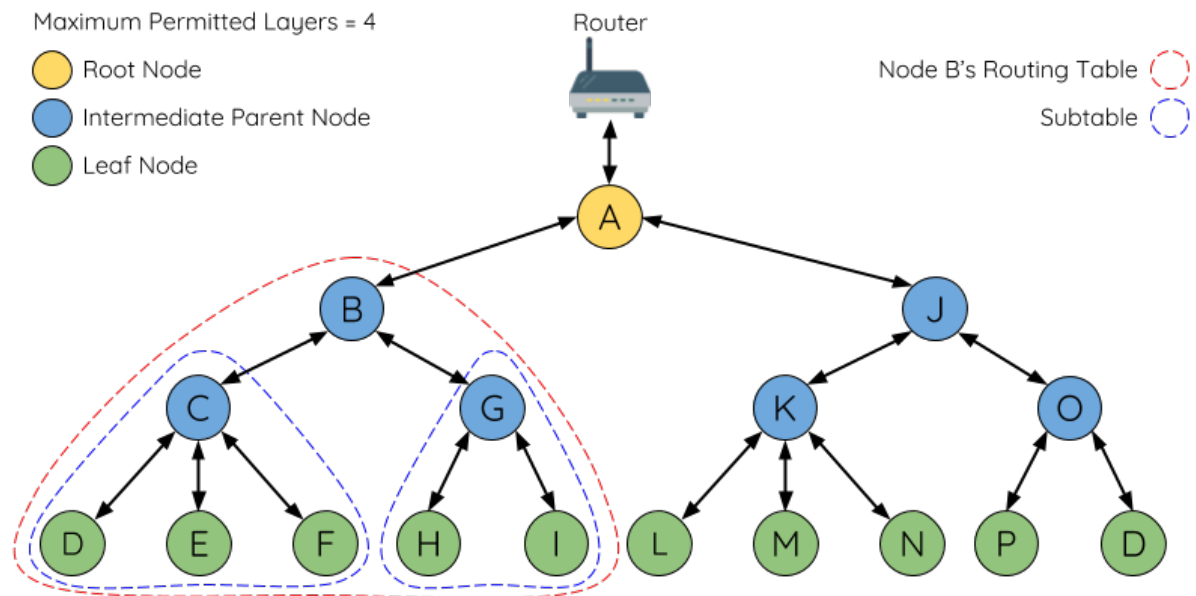 Maximum Permitted Layers = 4
Router
Root Node
Node B's Routing Table
Intermediate Parent Node
Subtable
Leaf Node
A
B
J
C
G
K
O
D
E
F
H
I
L
M
N
P
D